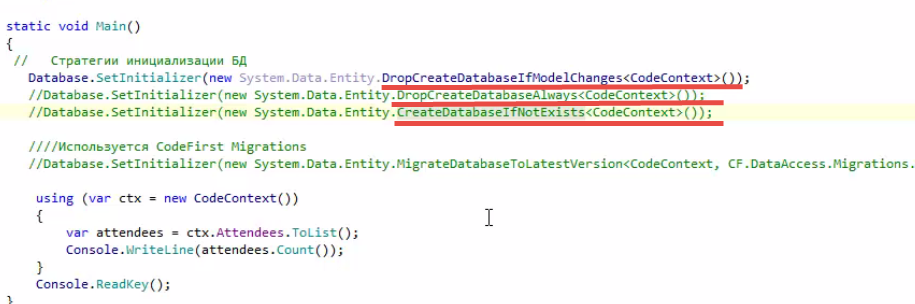 static void Main()
{
//   Стратегии инициализации БД
Database.SetInitializer(new System.Data.Entity.DropCreateDatabaseIfModelChanges<CodeContext>());
//Database.SetInitializer(new System.Data.Entity.DropCreateDatabaseAlways<CodeContext>());
//Database.SetInitializer(new System.Data.Entity.CreateDatabaseIfNotExists<CodeContext>());
////Используется CodeFirst Migrations
//Database.SetInitializer(new System.Data.Entity.MigrateDatabaseToLatestVersion<CodeContext, CF.DataAccess.Migrations.
using (var ctx = new CodeContext())
{
var attendees = ctx.Attendees.ToList();
Console.WriteLine(attendees.Count());
}
Console.ReadKey();
}